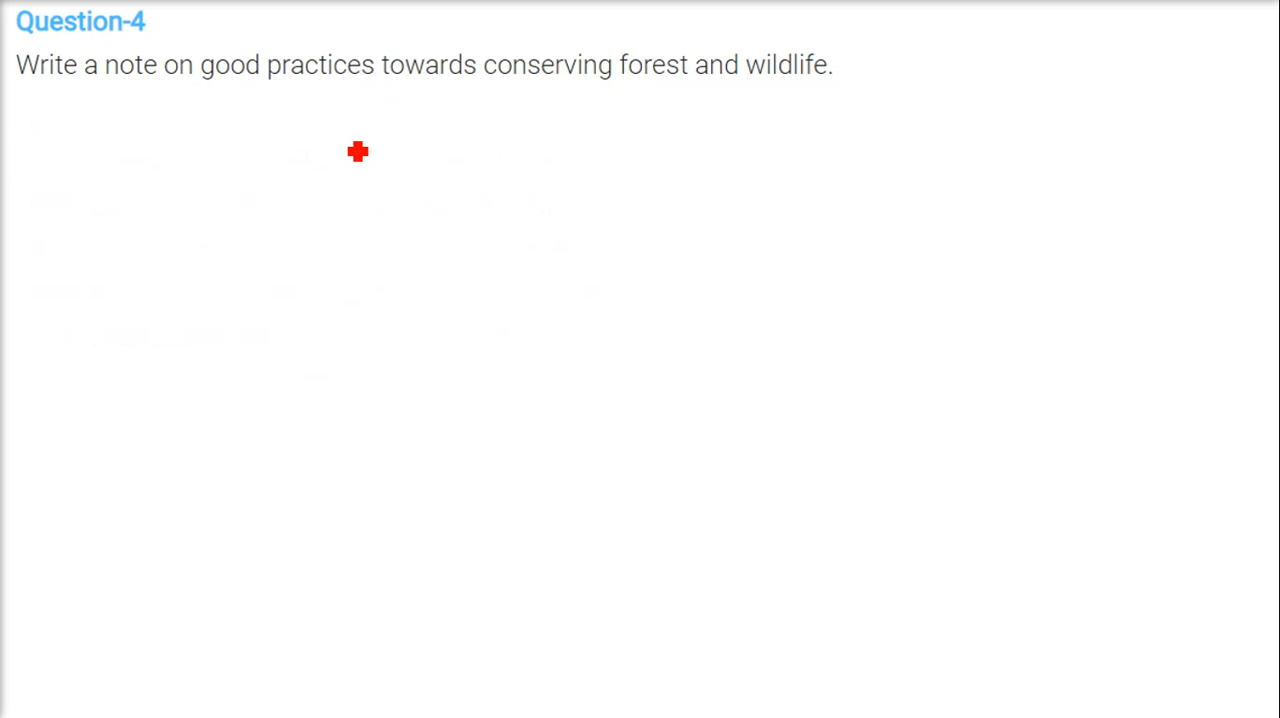 Question-4
Write a note on good practices towards conserving forest and wildlife.